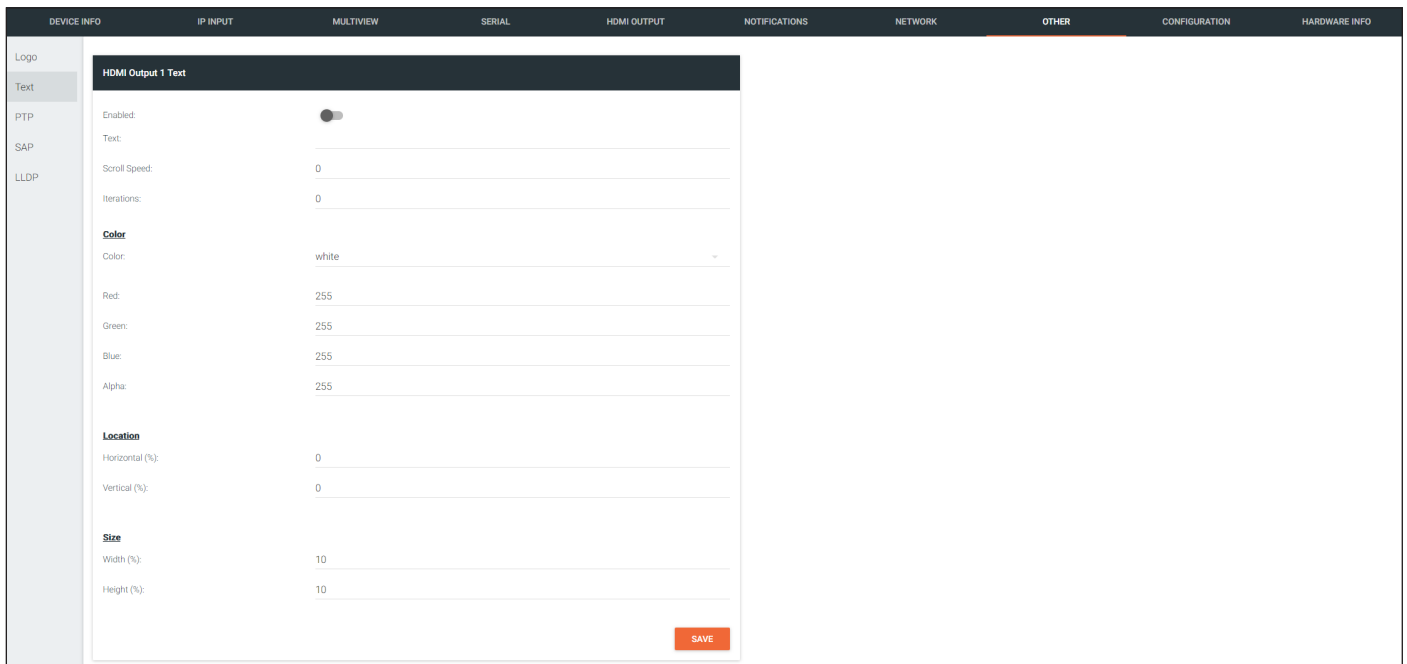 DEVICE INFO IP INPUT MULTIVIEW SERIAL HDMI OUTPUT NOTIFICATIONS NETWORK OTHER CONFIGURATION HARDWARE INFO
Logo
Text
PTP
SAP
LLDP
HDMI Output 1 Text
Enabled:
Text:
Scroll Speed: 0
Iterations: 0
Color
Color: white
Red: 255
Green: 255
Blue: 255
Alpha: 255
Location
Horizontal (%): 0
Vertical (%): 0
Size
Width (%): 10
Height (%): 10
SAVE